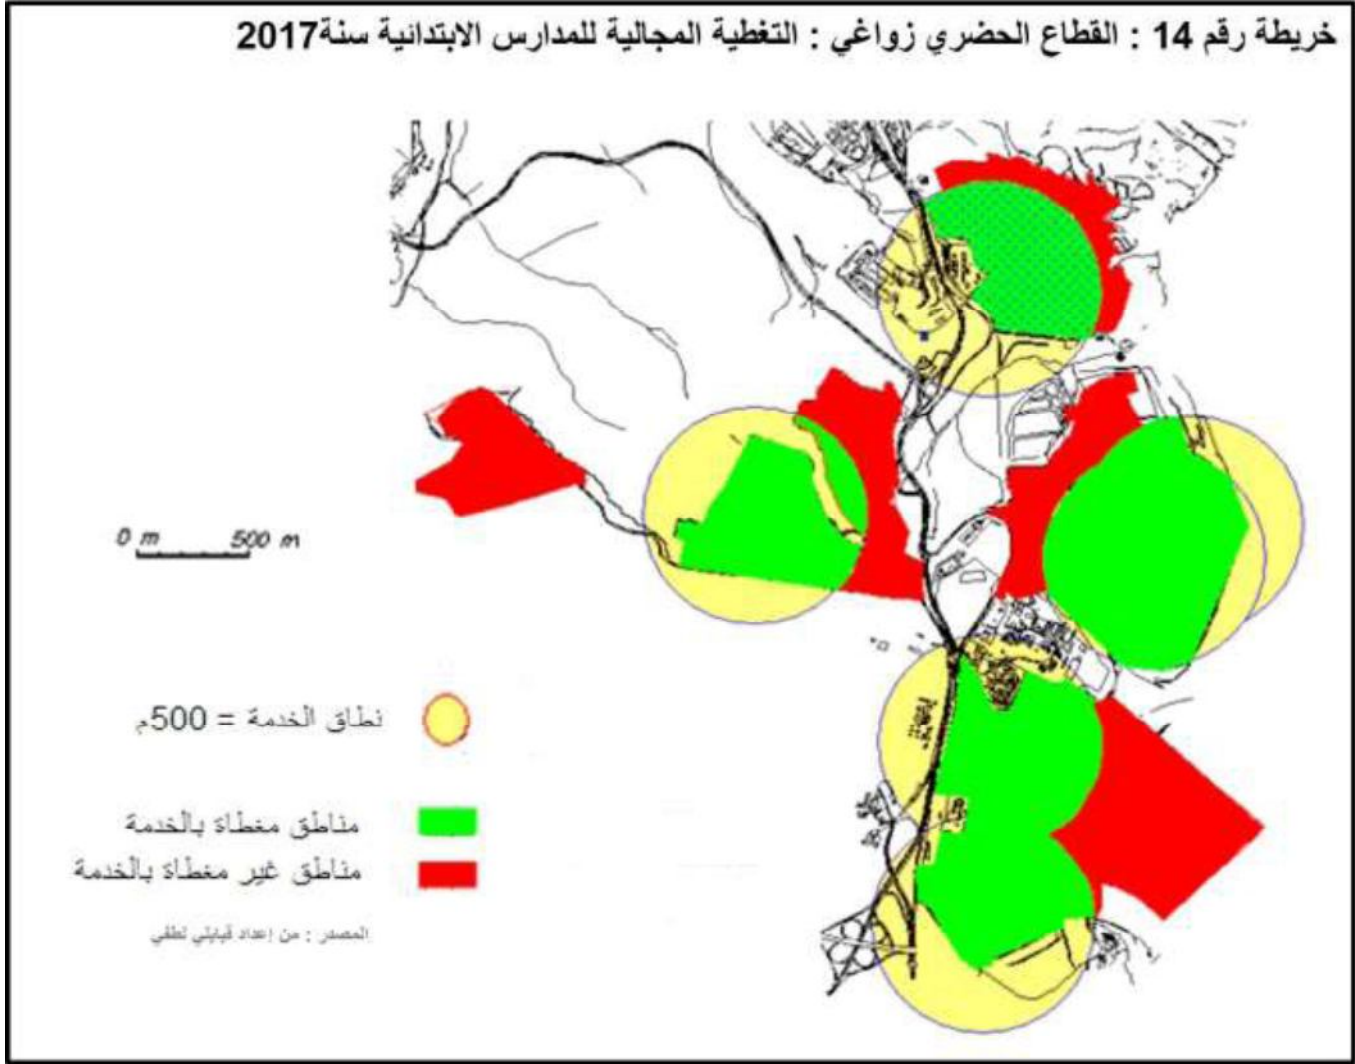 خريطة رقم 14 : القطاع الحضري زواغي : التغطية المجالية للمدارس الابتدائية سنة2017
0 m 500 m
نطاق الخدمة = 500م
مناطق مغطاة بالخدمة
مناطق غير مغطاة بالخدمة
المصدر : من إعداد قبايلي لطفي